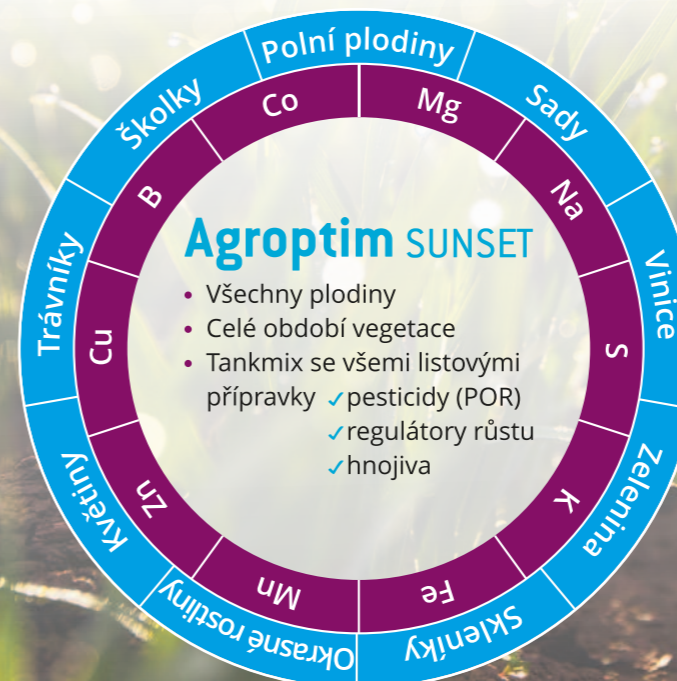 Polní plodiny
Sady
Vinice
Zelenina
Skleníky
Okrasné rostliny
Květiny
Trávníky
Školky
Co
Mg
Na
S
K
Fe
Mn
Zn
Cu
B
Agroptim SUNSET
• Všechny plodiny
• Celé období vegetace
• Tankmix se všemi listovými
přípravky ✓pesticidy (POR)
✓regulátory růstu
✓hnojiva